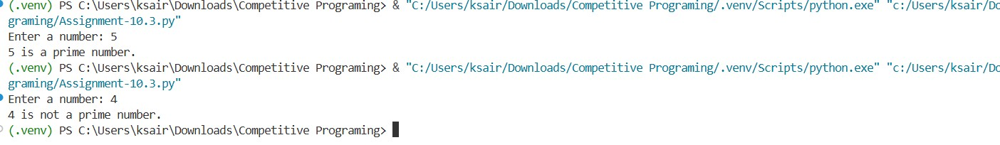 (.venv) PS C:\Users\ksair\Downloads\Competitive Programing> & "C:/Users/ksair/Downloads/Competitive Programing/.venv/Scripts/python.exe" "c:/Users/ksair/Do
graming/Assignment-10.3.py"
Enter a number: 5
5 is a prime number.
(.venv) PS C:\Users\ksair\Downloads\Competitive Programing> & "C:/Users/ksair/Downloads/Competitive Programing/.venv/Scripts/python.exe" "c:/Users/ksair/Do
graming/Assignment-10.3.py"
Enter a number: 4
4 is not a prime number.
(.venv) PS C:\Users\ksair\Downloads\Competitive Programing>